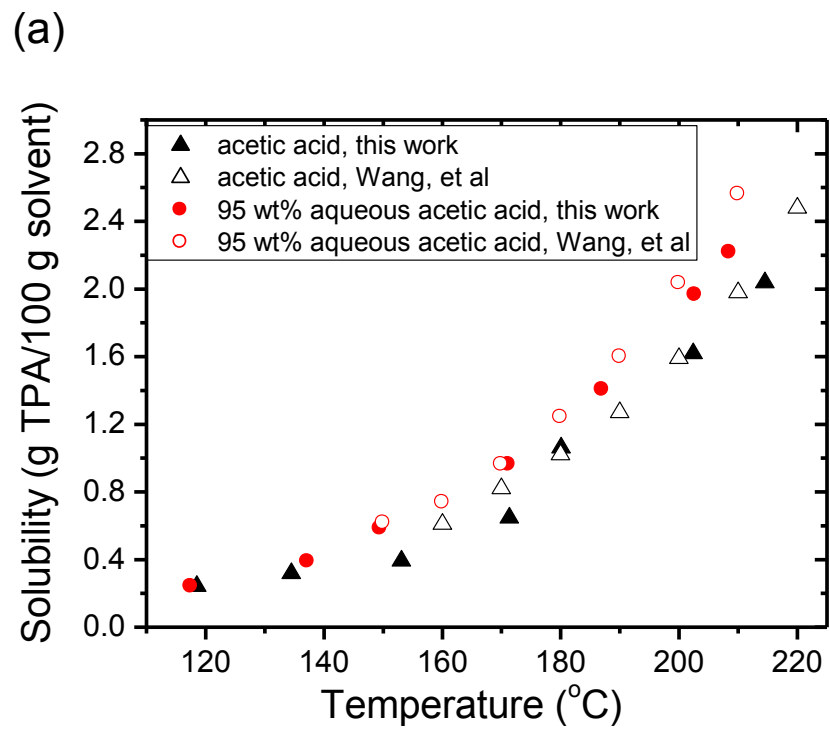 (a)
acetic acid, this work
acetic acid, Wang, et al
95 wt% aqueous acetic acid, this work
95 wt% aqueous acetic acid, Wang, et al
Solubility (g TPA/100 g solvent)
2.8
2.4
2.0
1.6
1.2
0.8
0.4
0.0
120 140 160 180 200 220
Temperature (°C)